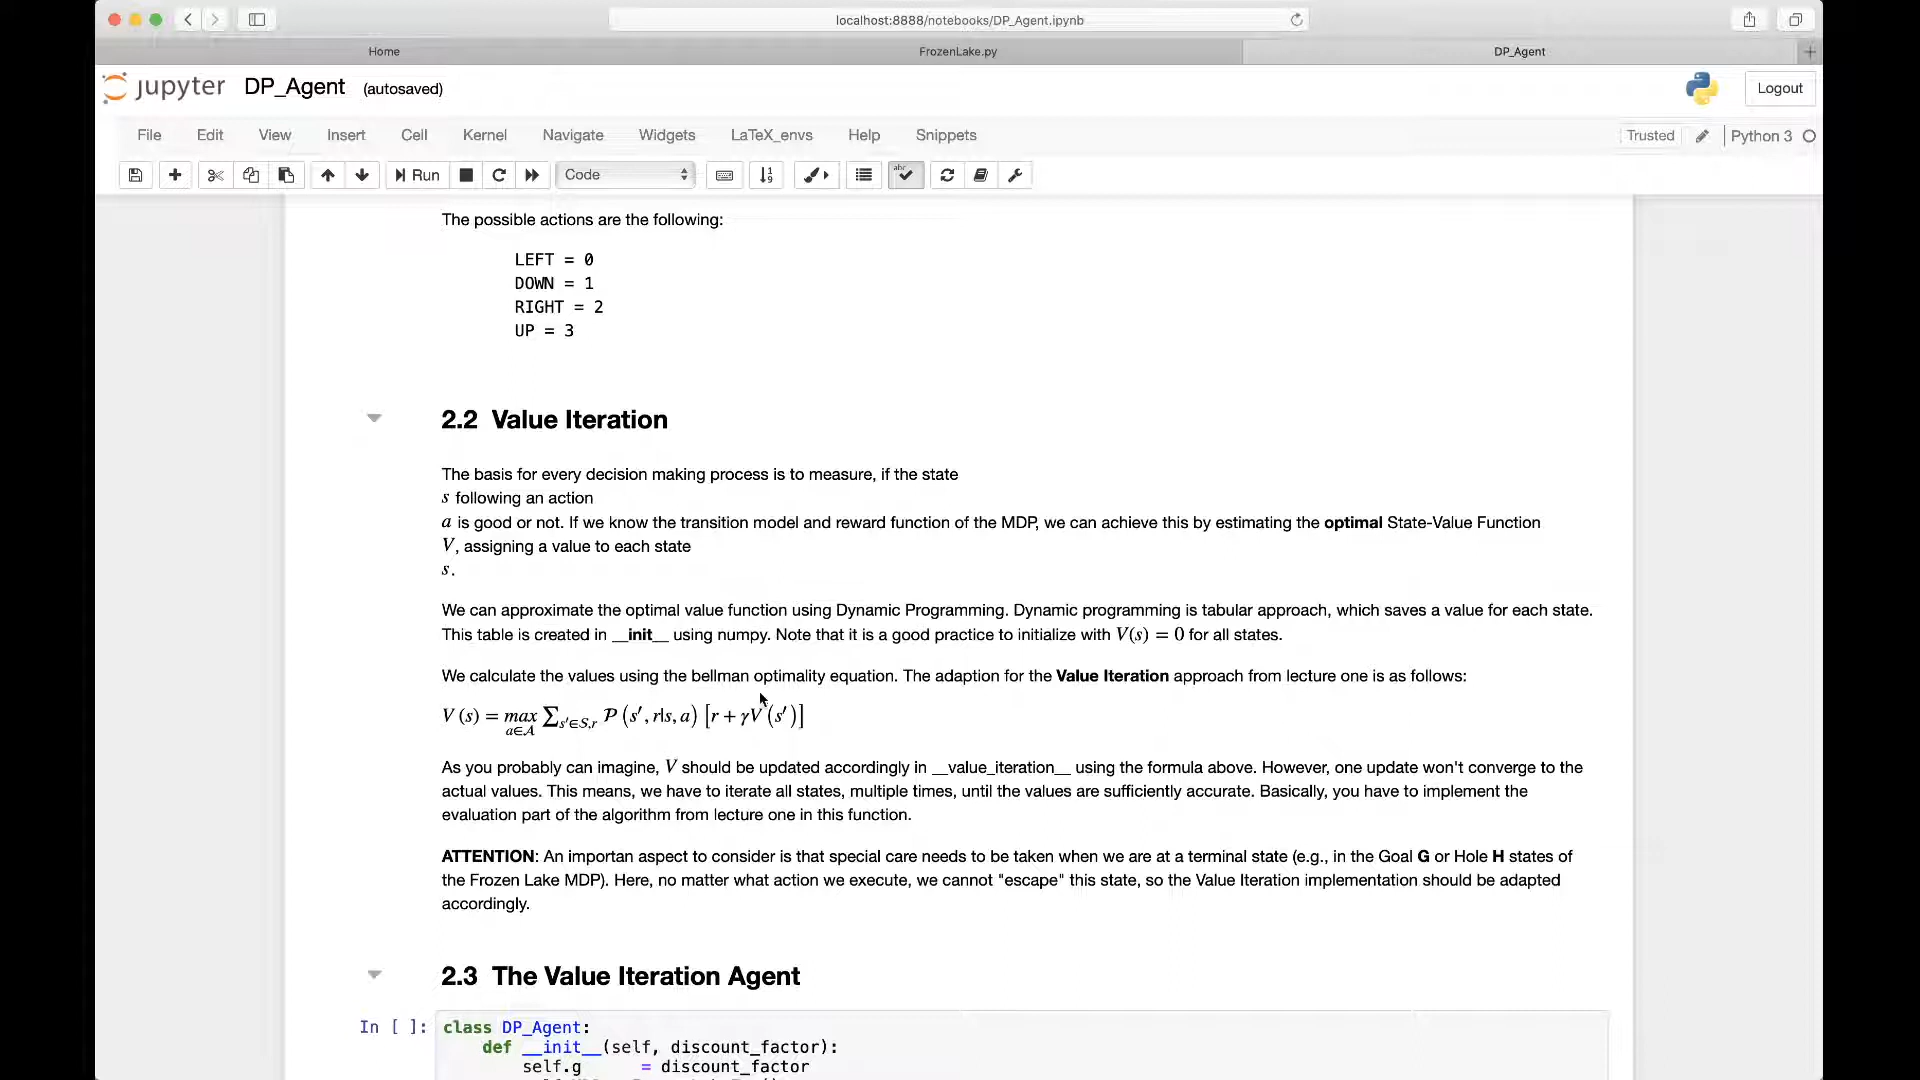 localhost:8888/notebooks/DP_Agent.ipynb
Home
FrozenLake.py
DP_Agent
jupyter DP_Agent (autosaved)
Logout
File Edit View Insert Cell Kernel Navigate Widgets LaTeX_envs Help Snippets
Trusted Python 3
Run
Code
The possible actions are the following:
LEFT = 0
DOWN = 1
RIGHT = 2
UP = 3
2.2 Value Iteration
The basis for every decision making process is to measure, if the state
s following an action
a is good or not. If we know the transition model and reward function of the MDP, we can achieve this by estimating the optimal State-Value Function
V, assigning a value to each state
s.
We can approximate the optimal value function using Dynamic Programming. Dynamic programming is tabular approach, which saves a value for each state.
This table is created in __init__ using numpy. Note that it is a good practice to initialize with V(s) = 0 for all states.
We calculate the values using the bellman optimality equation. The adaption for the Value Iteration approach from lecture one is as follows:
V (s) = max a∈𝒜 ∑s′∈S,r 𝒫 (s′, r|s, a) [r + γV (s′)]
As you probably can imagine, V should be updated accordingly in __value_iteration__ using the formula above. However, one update won't converge to the
actual values. This means, we have to iterate all states, multiple times, until the values are sufficiently accurate. Basically, you have to implement the
evaluation part of the algorithm from lecture one in this function.
ATTENTION: An importan aspect to consider is that special care needs to be taken when we are at a terminal state (e.g., in the Goal G or Hole H states of
the Frozen Lake MDP). Here, no matter what action we execute, we cannot "escape" this state, so the Value Iteration implementation should be adapted
accordingly.
2.3 The Value Iteration Agent
In [ ]: class DP_Agent:
def __init__(self, discount_factor):
self.g = discount_factor